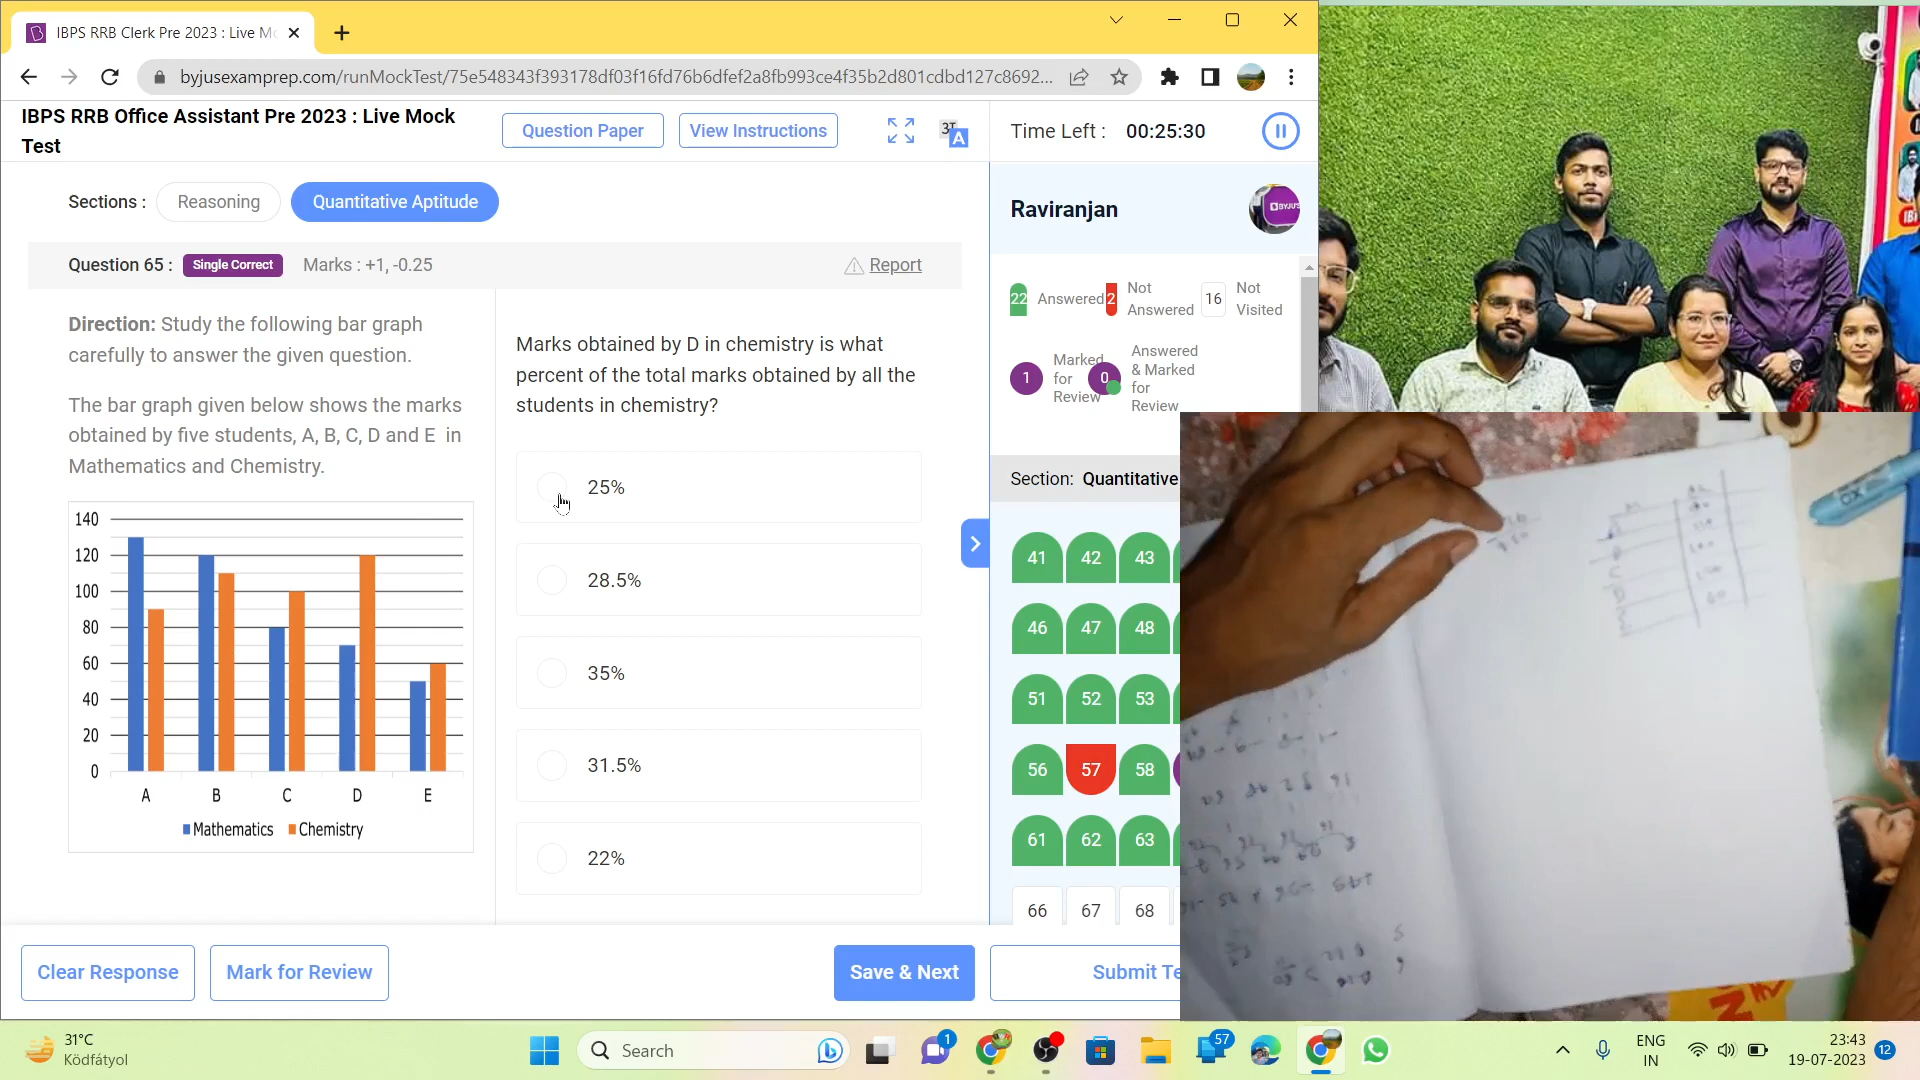 IBPS RRB Clerk Pre 2023 : Live Mo
byjusexamprep.com/runMockTest/75e548343f393178df03f16fd76b6dfef2a8fb993ce4f35b2d801cdbd127c8692...
IBPS RRB Office Assistant Pre 2023 : Live Mock
Test
Question Paper
View Instructions
Time Left : 00:25:30
Sections : Reasoning Quantitative Aptitude
Raviranjan
BYJU'S
Question 65 : Single Correct Marks : +1, -0.25
Report
22 Answered
2 Not
Answered
16 Not
Visited
1 Marked
for
Review
0 Answered
& Marked
for
Review
Direction: Study the following bar graph
carefully to answer the given question.
The bar graph given below shows the marks
obtained by five students, A, B, C, D and E in
Mathematics and Chemistry.
140
120
100
80
60
40
20
0
A B C D E
Mathematics Chemistry
Marks obtained by D in chemistry is what
percent of the total marks obtained by all the
students in chemistry?
25%
28.5%
35%
31.5%
22%
Section: Quantitative
41 42 43
46 47 48
51 52 53
56 57 58
61 62 63
66 67 68
Clear Response
Mark for Review
Save & Next
Submit Te
31°C
Ködfátyol
Search
1
57
ENG
IN
23:43
19-07-2023
12